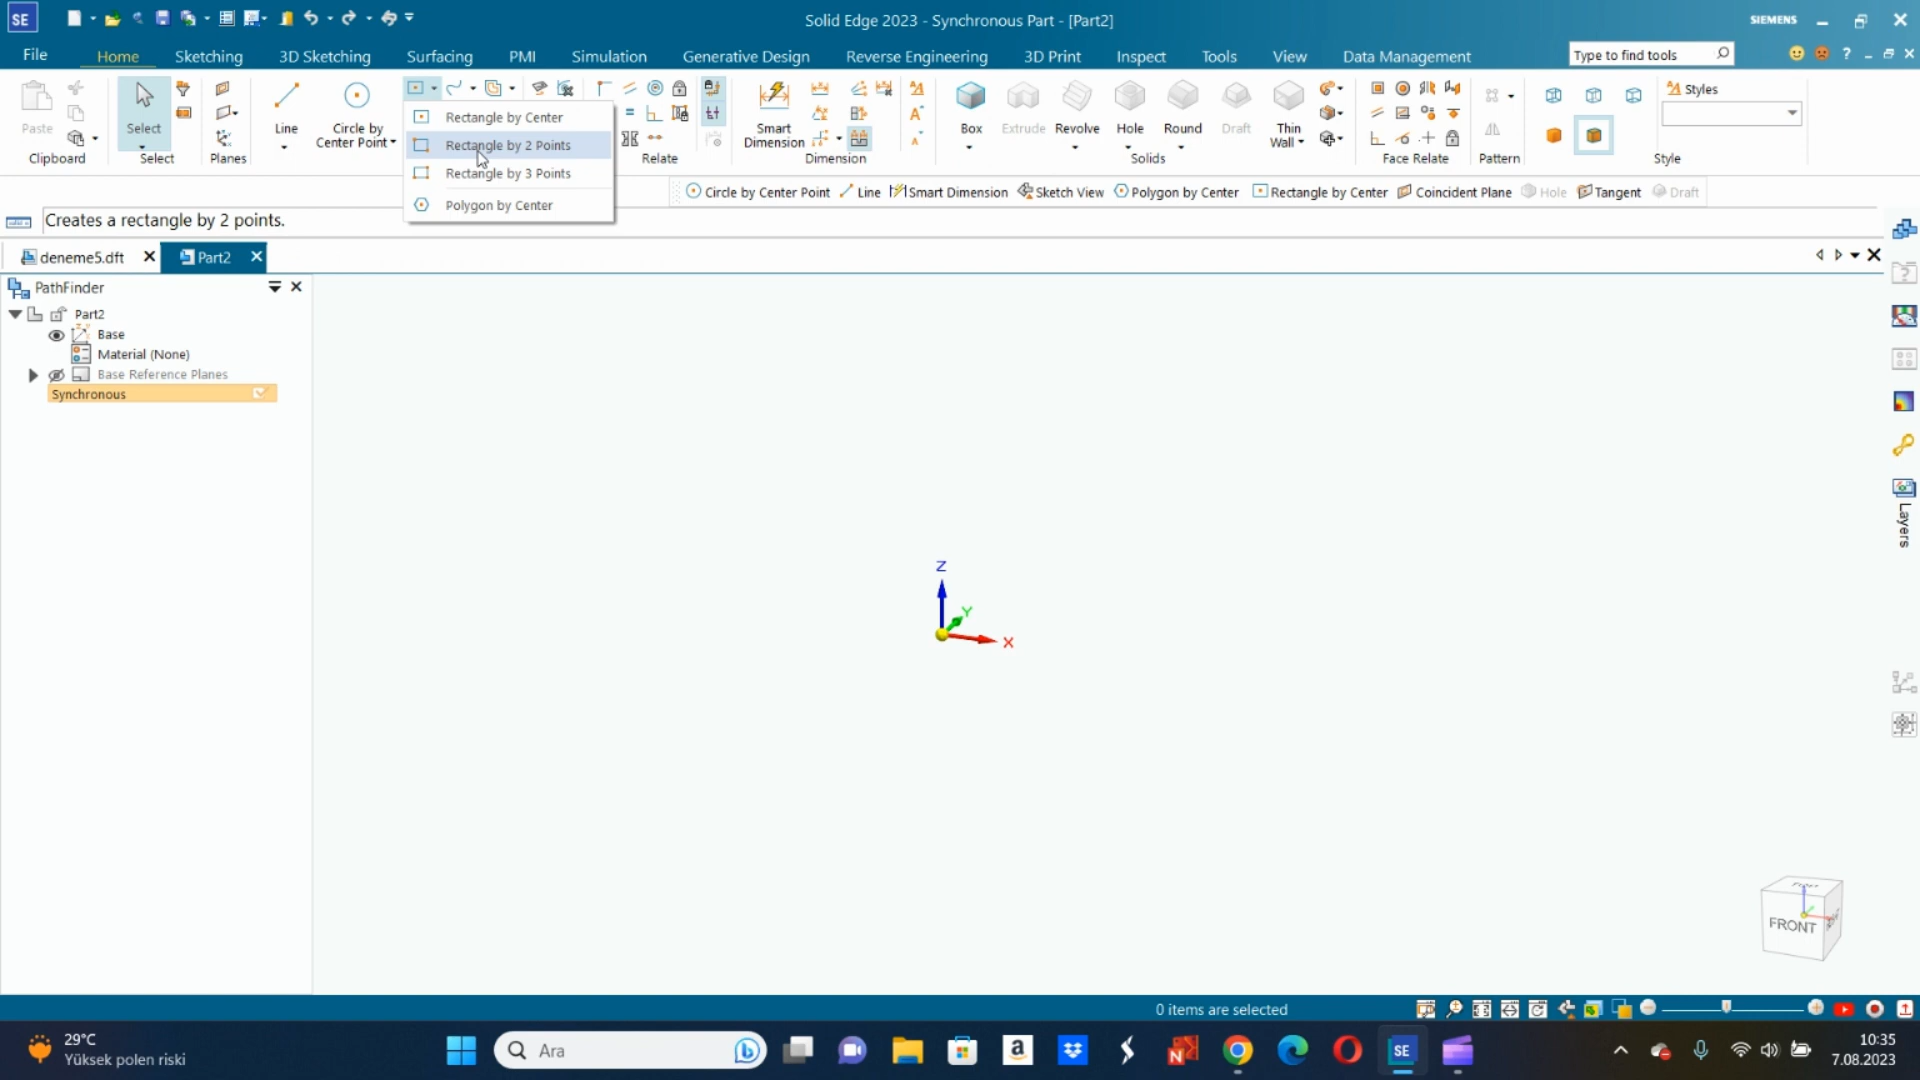 SE
Solid Edge 2023 - Synchronous Part - [Part2]
SIEMENS
File
Home
Sketching
3D Sketching
Surfacing
PMI
Simulation
Generative Design
Reverse Engineering
3D Print
Inspect
Tools
View
Data Management
Type to find tools
?
Paste
Clipboard
Select
Select
Planes
Line
Circle by
Center Point
Rectangle by Center
Rectangle by 2 Points
Rectangle by 3 Points
Polygon by Center
Relate
Smart
Dimension
Dimension
Box
Extrude
Revolve
Hole
Round
Draft
Thin
Wall
Solids
Face Relate
Pattern
Style
Styles
Circle by Center Point
Line
Smart Dimension
Sketch View
Polygon by Center
Rectangle by Center
Coincident Plane
Hole
Tangent
Draft
Creates a rectangle by 2 points.
deneme5.dft
Part2
PathFinder
Part2
Base
Material (None)
Base Reference Planes
Synchronous
Layers
Z
Y
X
FRONT
0 items are selected
29°C
Yüksek polen riski
Ara
SE
10:35
7.08.2023